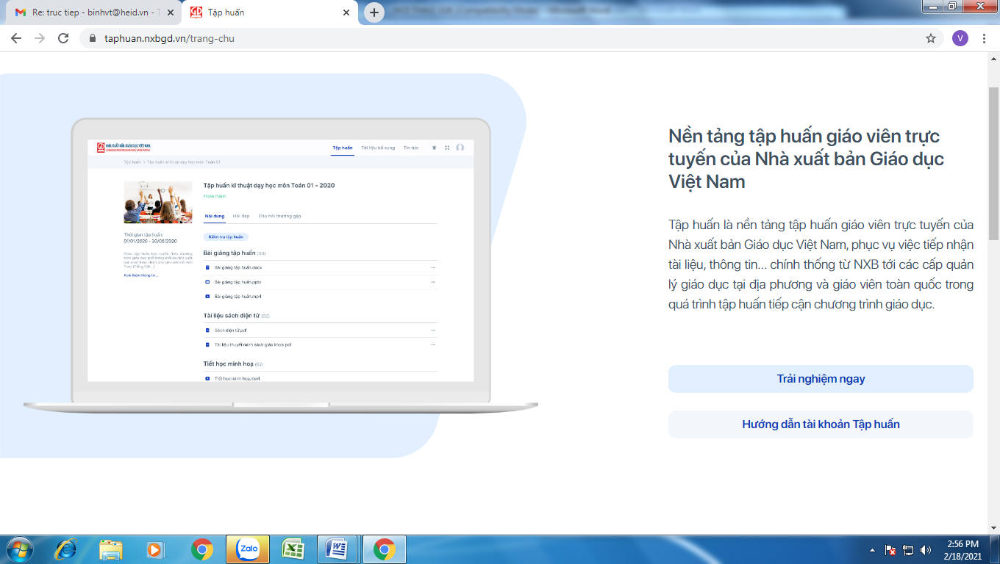 Re: truc tiep - binhvt@heid.vn - T
Tập huấn
taphuan.nxbgd.vn/trang-chu
V
NHÀ XUẤT BẢN GIÁO DỤC VIỆT NAM
Tập huấn Tài liệu bổ sung Tin tức
Tập huấn > Tập huấn kĩ thuật dạy học môn Toán 01
Tập huấn kĩ thuật dạy học môn Toán 01 - 2020
Hoàn thành
Nội dung Hỏi đáp Câu hỏi thường gặp
Thời gian tập huấn:
01/01/2020 - 30/06/2020
Xem thêm thông tin...
Kiểm tra tập huấn
Bài giảng tập huấn (03)
Bài giảng tập huấn.docx
Bài giảng tập huấn.pptx
Bài giảng tập huấn.mp4
Tài liệu sách điện tử (02)
Sách điện tử.pdf
Tài liệu thuyết minh sách giáo khoa.pdf
Tiết học minh hoạ (02)
Tiết học minh hoạ.mp4
Nền tảng tập huấn giáo viên trực
tuyến của Nhà xuất bản Giáo dục
Việt Nam
Tập huấn là nền tảng tập huấn giáo viên trực tuyến của
Nhà xuất bản Giáo dục Việt Nam, phục vụ việc tiếp nhận
tài liệu, thông tin... chính thống từ NXB tới các cấp quản
lý giáo dục tại địa phương và giáo viên toàn quốc trong
quá trình tập huấn tiếp cận chương trình giáo dục.
Trải nghiệm ngay
Hướng dẫn tài khoản Tập huấn
Zalo
2:56 PM
2/18/2021